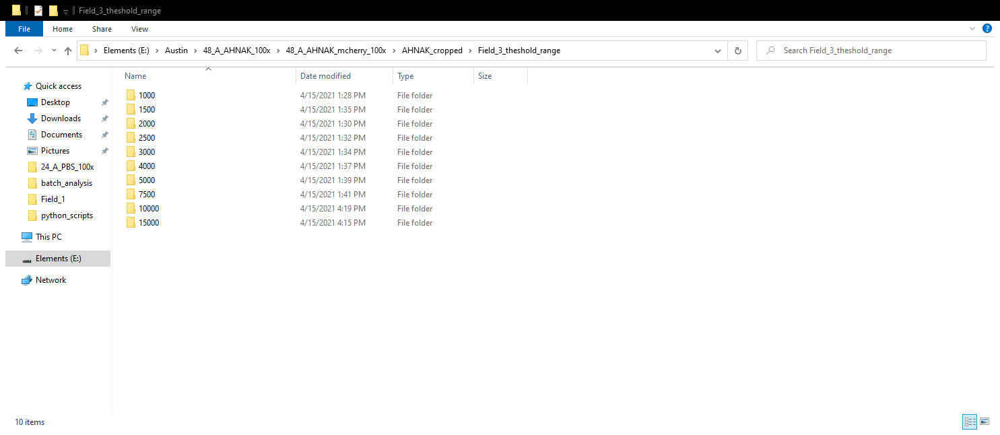 Field_3_theshold_range
File Home Share View
Elements (E:) Austin 48_A_AHNAK_100x 48_A_AHNAK_mcherry_100x AHNAK_cropped Field_3_theshold_range Search Field_3_theshold_range
Quick access
Desktop
Downloads
Documents
Pictures
24_A_PBS_100x
batch_analysis
Field_1
python_scripts
This PC
Elements (E:)
Network
Name Date modified Type Size
1000 4/15/2021 1:28 PM File folder
1500 4/15/2021 1:35 PM File folder
2000 4/15/2021 1:30 PM File folder
2500 4/15/2021 1:32 PM File folder
3000 4/15/2021 1:34 PM File folder
4000 4/15/2021 1:37 PM File folder
5000 4/15/2021 1:39 PM File folder
7500 4/15/2021 1:41 PM File folder
10000 4/15/2021 4:19 PM File folder
15000 4/15/2021 4:15 PM File folder
10 items